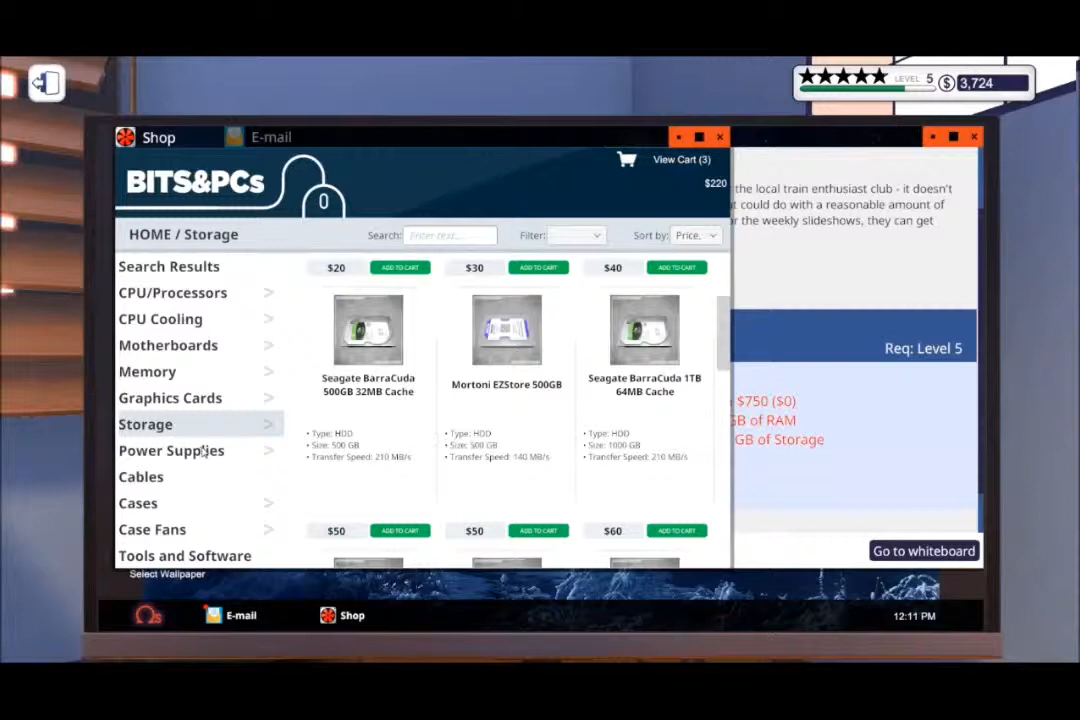 LEVEL 5 $ 3,724
Shop
E-mail
BITS&PCs
View Cart (3)
$220
HOME / Storage
Search: Enter text...
Filter:
Sort by: Price,
Search Results
CPU/Processors
CPU Cooling
Motherboards
Memory
Graphics Cards
Storage
Power Supplies
Cables
Cases
Case Fans
Tools and Software
$20 ADD TO CART $30 ADD TO CART $40 ADD TO CART
Seagate BarraCuda
500GB 32MB Cache
• Type: HDD
• Size: 500 GB
• Transfer Speed: 210 MB/s
Mortoni EZStore 500GB
• Type: HDD
• Size: 500 GB
• Transfer Speed: 140 MB/s
Seagate BarraCuda 1TB
64MB Cache
• Type: HDD
• Size: 1000 GB
• Transfer Speed: 210 MB/s
$50 ADD TO CART $50 ADD TO CART $60 ADD TO CART
the local train enthusiast club - it doesn't
could do with a reasonable amount of
the weekly slideshows, they can get
Req: Level 5
$750 ($0)
GB of RAM
GB of Storage
Go to whiteboard
Select Wallpaper
Ωs
E-mail
Shop
12:11 PM